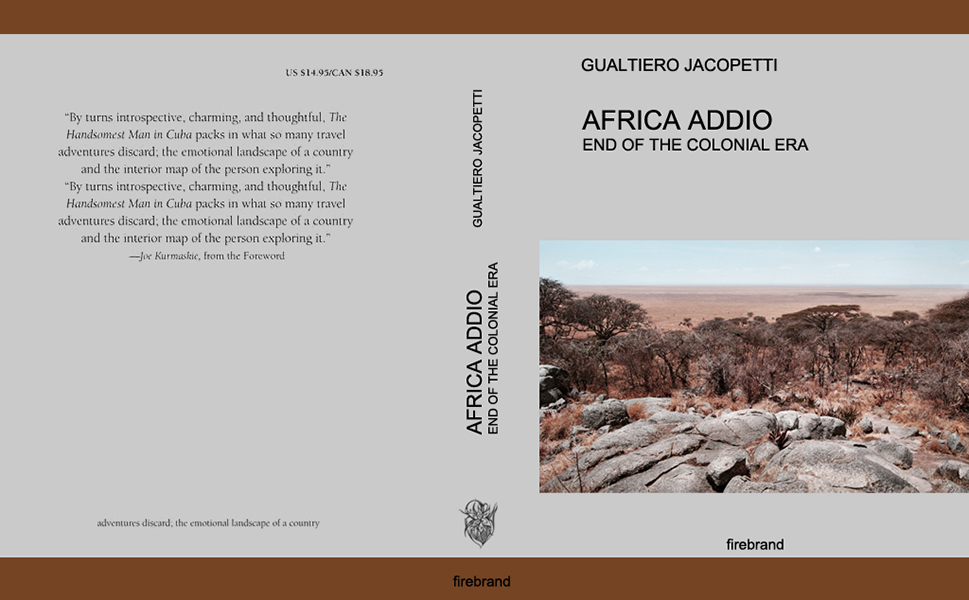 US $14.95/CAN $18.95
“By turns introspective, charming, and thoughtful, The
Handsomest Man in Cuba packs in what so many travel
adventures discard; the emotional landscape of a country
and the interior map of the person exploring it.”
“By turns introspective, charming, and thoughtful, The
Handsomest Man in Cuba packs in what so many travel
adventures discard; the emotional landscape of a country
and the interior map of the person exploring it.”
—Joe Kurmaskie, from the Foreword
adventures discard; the emotional landscape of a country
GUALTIERO JACOPETTI
AFRICA ADDIO
END OF THE COLONIAL ERA
firebrand
GUALTIERO JACOPETTI
AFRICA ADDIO
END OF THE COLONIAL ERA
firebrand